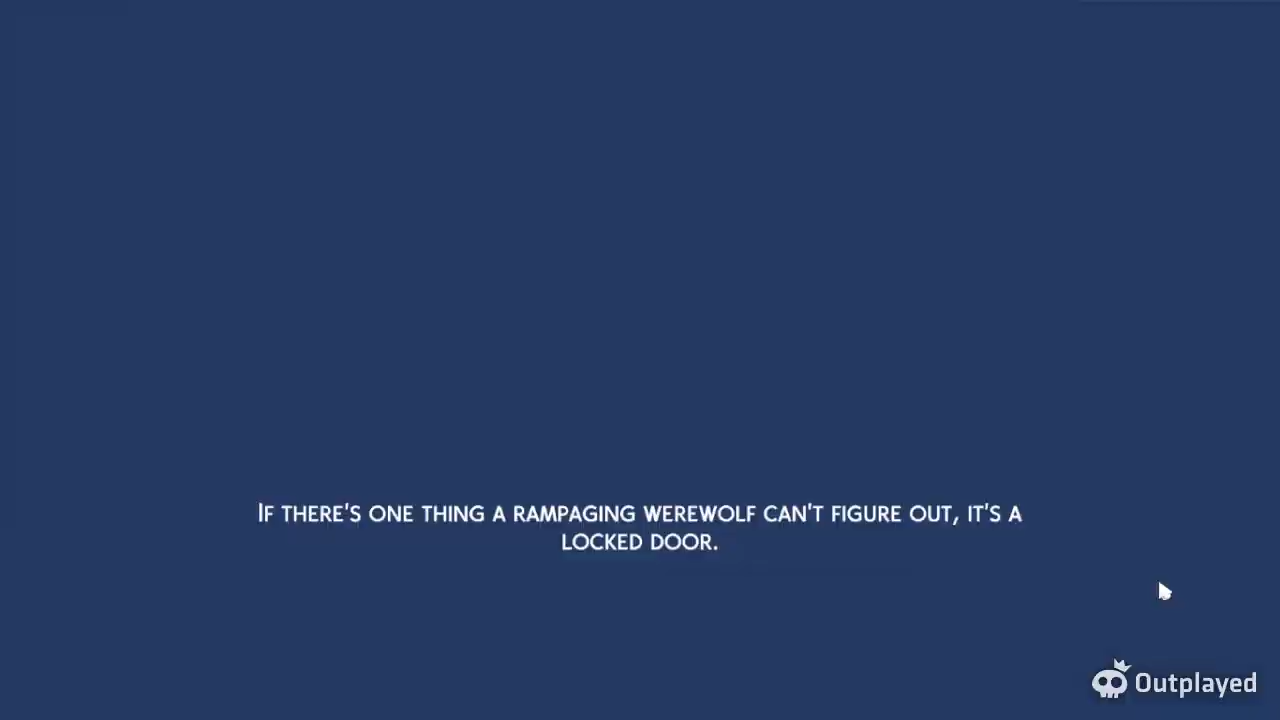 If there's one thing a rampaging werewolf can't figure out, it's a
locked door.
Outplayed